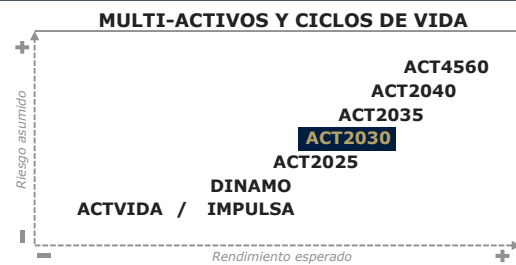 MULTI-ACTIVOS Y CICLOS DE VIDA
ACT4560
ACT2040
ACT2035
ACT2030
ACT2025
DINAMO
ACTVIDA / IMPULSA
Riesgo asumido
Rendimiento esperado